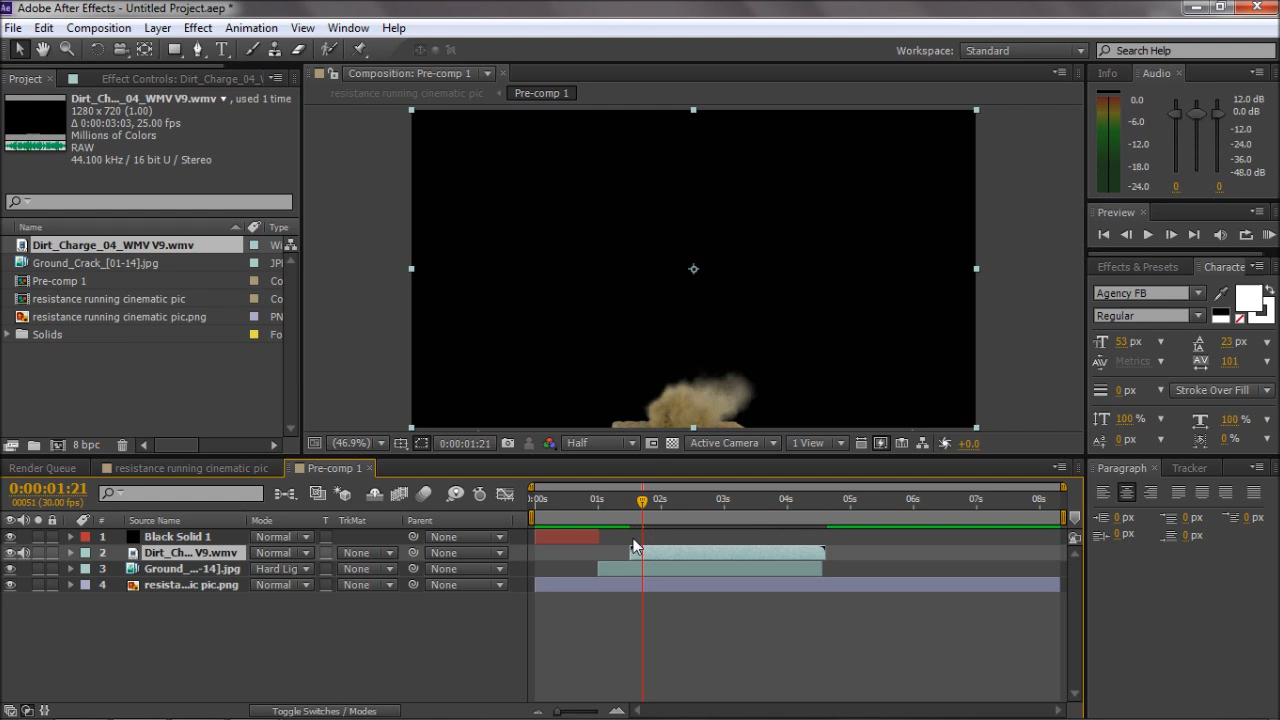 Adobe After Effects - Untitled Project.aep *
File Edit Composition Layer Effect Animation View Window Help
Workspace: Standard Search Help
Project Effect Controls: Dirt_Charge_04_\ Composition: Pre-comp 1 Info Audio
Dirt_Ch..._04_WMV V9.wmv , used 1 time
1280 x 720 (1.00)
Δ 0:00:03:03, 25.00 fps
Millions of Colors
RAW
44.100 kHz / 16 bit U / Stereo
resistance running cinematic pic Pre-comp 1
0.0 12.0 dB
-6.0 0.0 dB
-12.0 -12.0
-24.0
-18.0 -36.0
-24.0 -48.0 dB
0 0
Preview
Name Type
Dirt_Charge_04_WMV V9.wmv W
Ground_Crack_[01-14].jpg JP
Pre-comp 1 Co
resistance running cinematic pic Co
resistance running cinematic pic.png PN
Solids Fo
Effects & Presets Characte
Agency FB
Regular
53 px 23 px
Metrics 101
0 px Stroke Over Fill
100 % 100 %
0 px 0 %
8 bpc
(46.9%) 0:00:01:21 Half Active Camera 1 View +0.0
Render Queue resistance running cinematic pic Pre-comp 1
0:00:01:21
00051 (30.00 fps)
:00s 01s 02s 03s 04s 05s 06s 07s 08s
# Source Name Mode T TrkMat Parent
1 Black Solid 1 Normal None
2 Dirt_Ch... V9.wmv Normal None None
3 Ground_...-14].jpg Hard Lig None None
4 resista...ic pic.png Normal None None
Toggle Switches / Modes
Paragraph Tracker
0 px 0 px 0 px
0 px 0 px